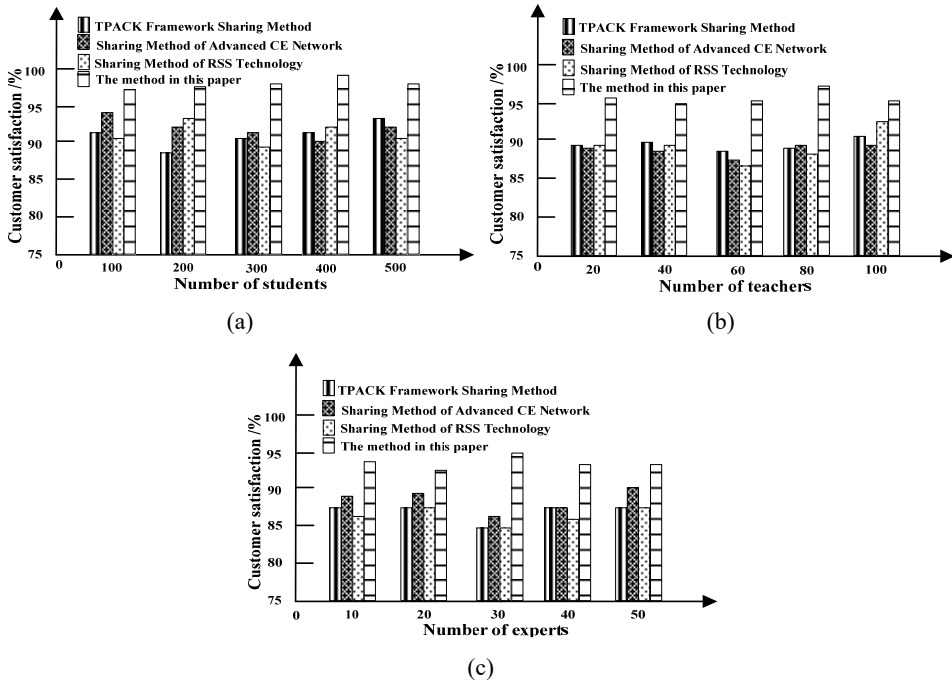 TPACK Framework Sharing Method
Sharing Method of Advanced CE Network
Sharing Method of RSS Technology
The method in this paper
Customer satisfaction /%
100
95
90
85
80
75
0
100
200
300
400
500
Number of students
(a)
TPACK Framework Sharing Method
Sharing Method of Advanced CE Network
Sharing Method of RSS Technology
The method in this paper
Customer satisfaction /%
100
95
90
85
80
75
0
20
40
60
80
100
Number of teachers
(b)
TPACK Framework Sharing Method
Sharing Method of Advanced CE Network
Sharing Method of RSS Technology
The method in this paper
Customer satisfaction /%
100
95
90
85
80
75
0
10
20
30
40
50
Number of experts
(c)